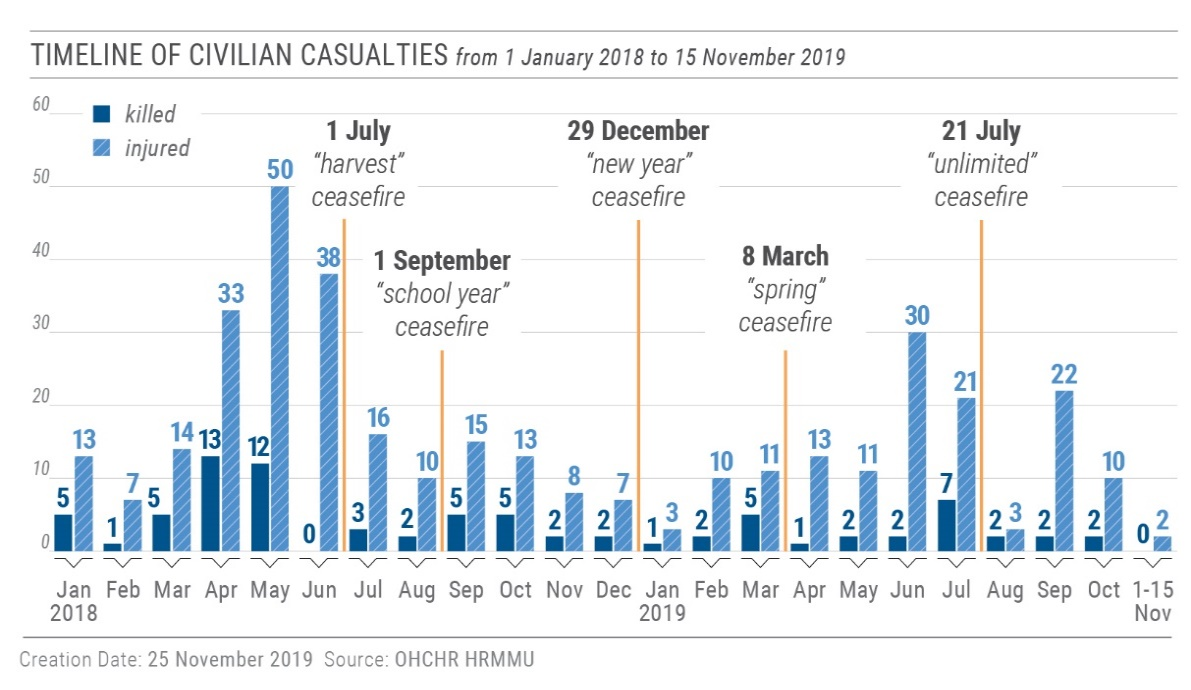 TIMELINE OF CIVILIAN CASUALTIES from 1 January 2018 to 15 November 2019
60
50
40
30
20
10
0
killed
injured
1 July
“harvest”
ceasefire
1 September
“school year”
ceasefire
29 December
“new year”
ceasefire
8 March
“spring”
ceasefire
21 July
“unlimited”
ceasefire
5 13
1 7
5 14
13 33
12 50
0 38
3 16
2 10
5 15
5 13
2 8
2 7
1 3
2 10
5 11
1 13
2 11
2 30
7 21
2 3
2 22
2 10
0 2
Jan Feb Mar Apr May Jun Jul Aug Sep Oct Nov Dec Jan Feb Mar Apr May Jun Jul Aug Sep Oct 1-15
2018 2019 Nov
Creation Date: 25 November 2019 Source: OHCHR HRMMU